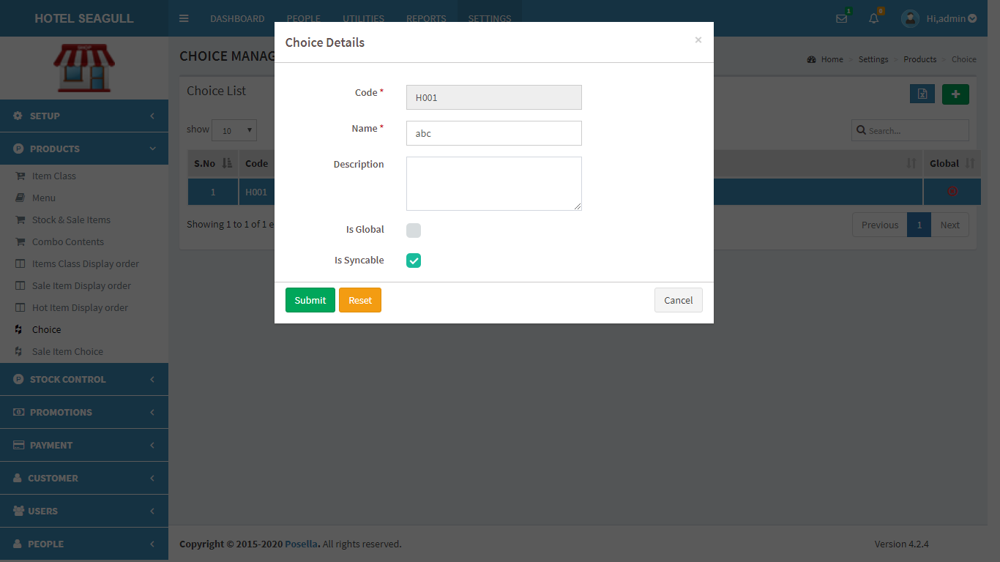 HOTEL SEAGULL
DASHBOARD PEOPLE UTILITIES REPORTS SETTINGS
1 0 Hi,admin
SHOP
SETUP
PRODUCTS
Item Class
Menu
Stock & Sale Items
Combo Contents
Items Class Display order
Sale Item Display order
Hot Item Display order
Choice
Sale Item Choice
STOCK CONTROL
PROMOTIONS
PAYMENT
CUSTOMER
USERS
PEOPLE
CHOICE MANAG
Home > Settings > Products > Choice
Choice List
show 10
Search...
S.No Code Global
1 H001
Showing 1 to 1 of 1 e
Previous 1 Next
Choice Details ×
Code * H001
Name * abc
Description
Is Global
Is Syncable
Submit Reset Cancel
Copyright © 2015-2020 Posella. All rights reserved.
Version 4.2.4